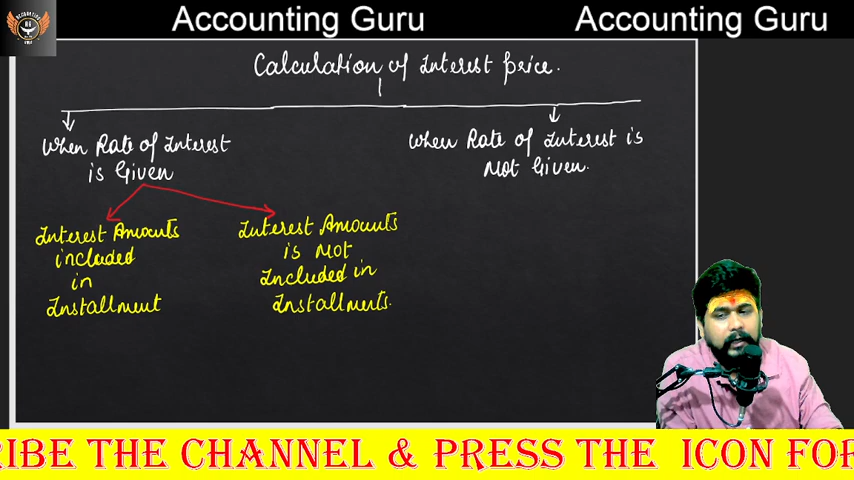 Accounting Guru
Accounting Guru
Calculation of Interest price.
When Rate of Interest
is Given
When Rate of Interest is
Not Given.
Interest Amounts
included
in
Installment
Interest Amounts
is Not
Included in
Installments.
RIBE THE CHANNEL & PRESS THE ICON FOR